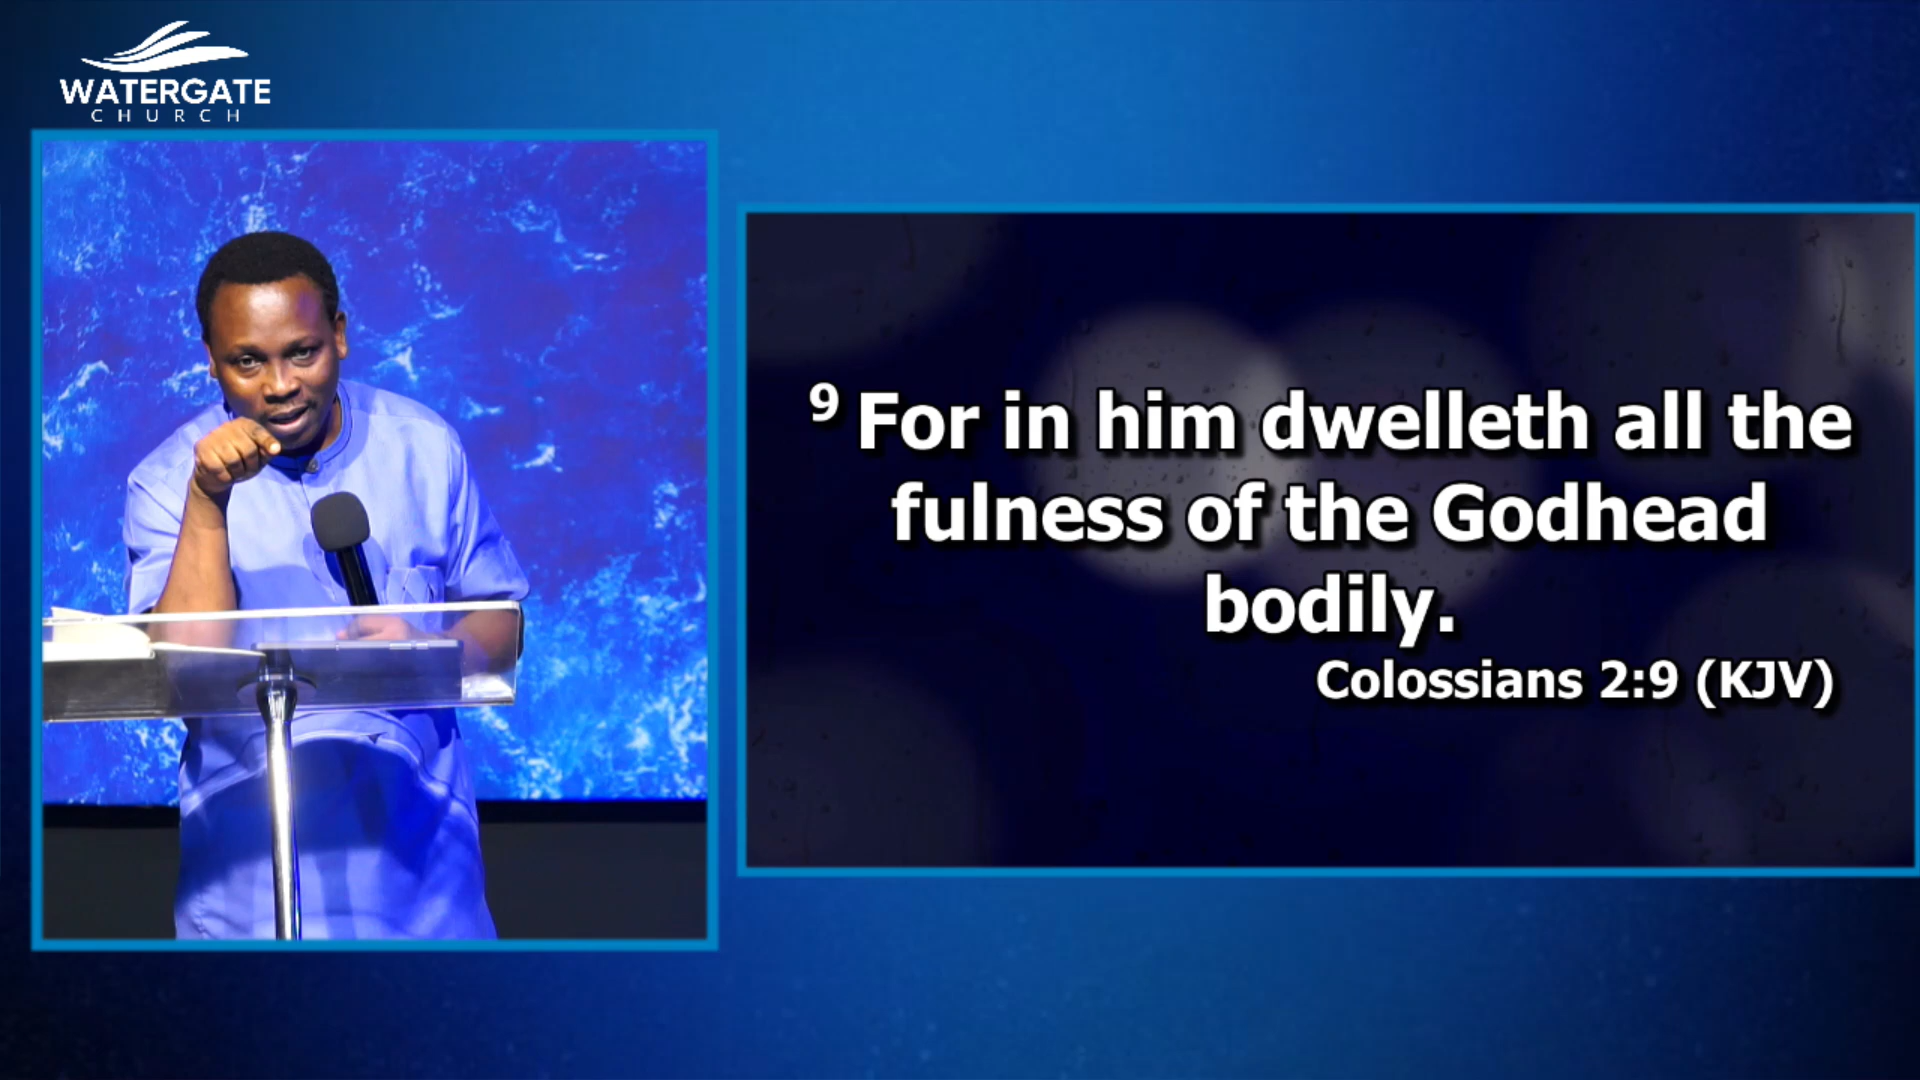 WATERGATE
CHURCH
9 For in him dwelleth all the
fulness of the Godhead
bodily.
Colossians 2:9 (KJV)